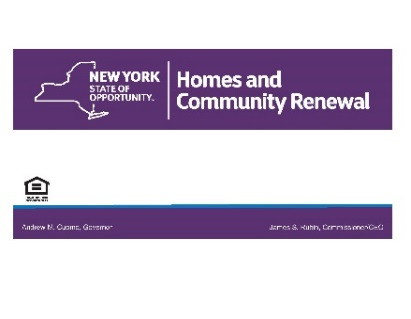 NEW YORK
STATE OF
OPPORTUNITY.
Homes and
Community Renewal
Andrew M. Cuomo, Governor
James S. Rubin, Commissioner/CEO